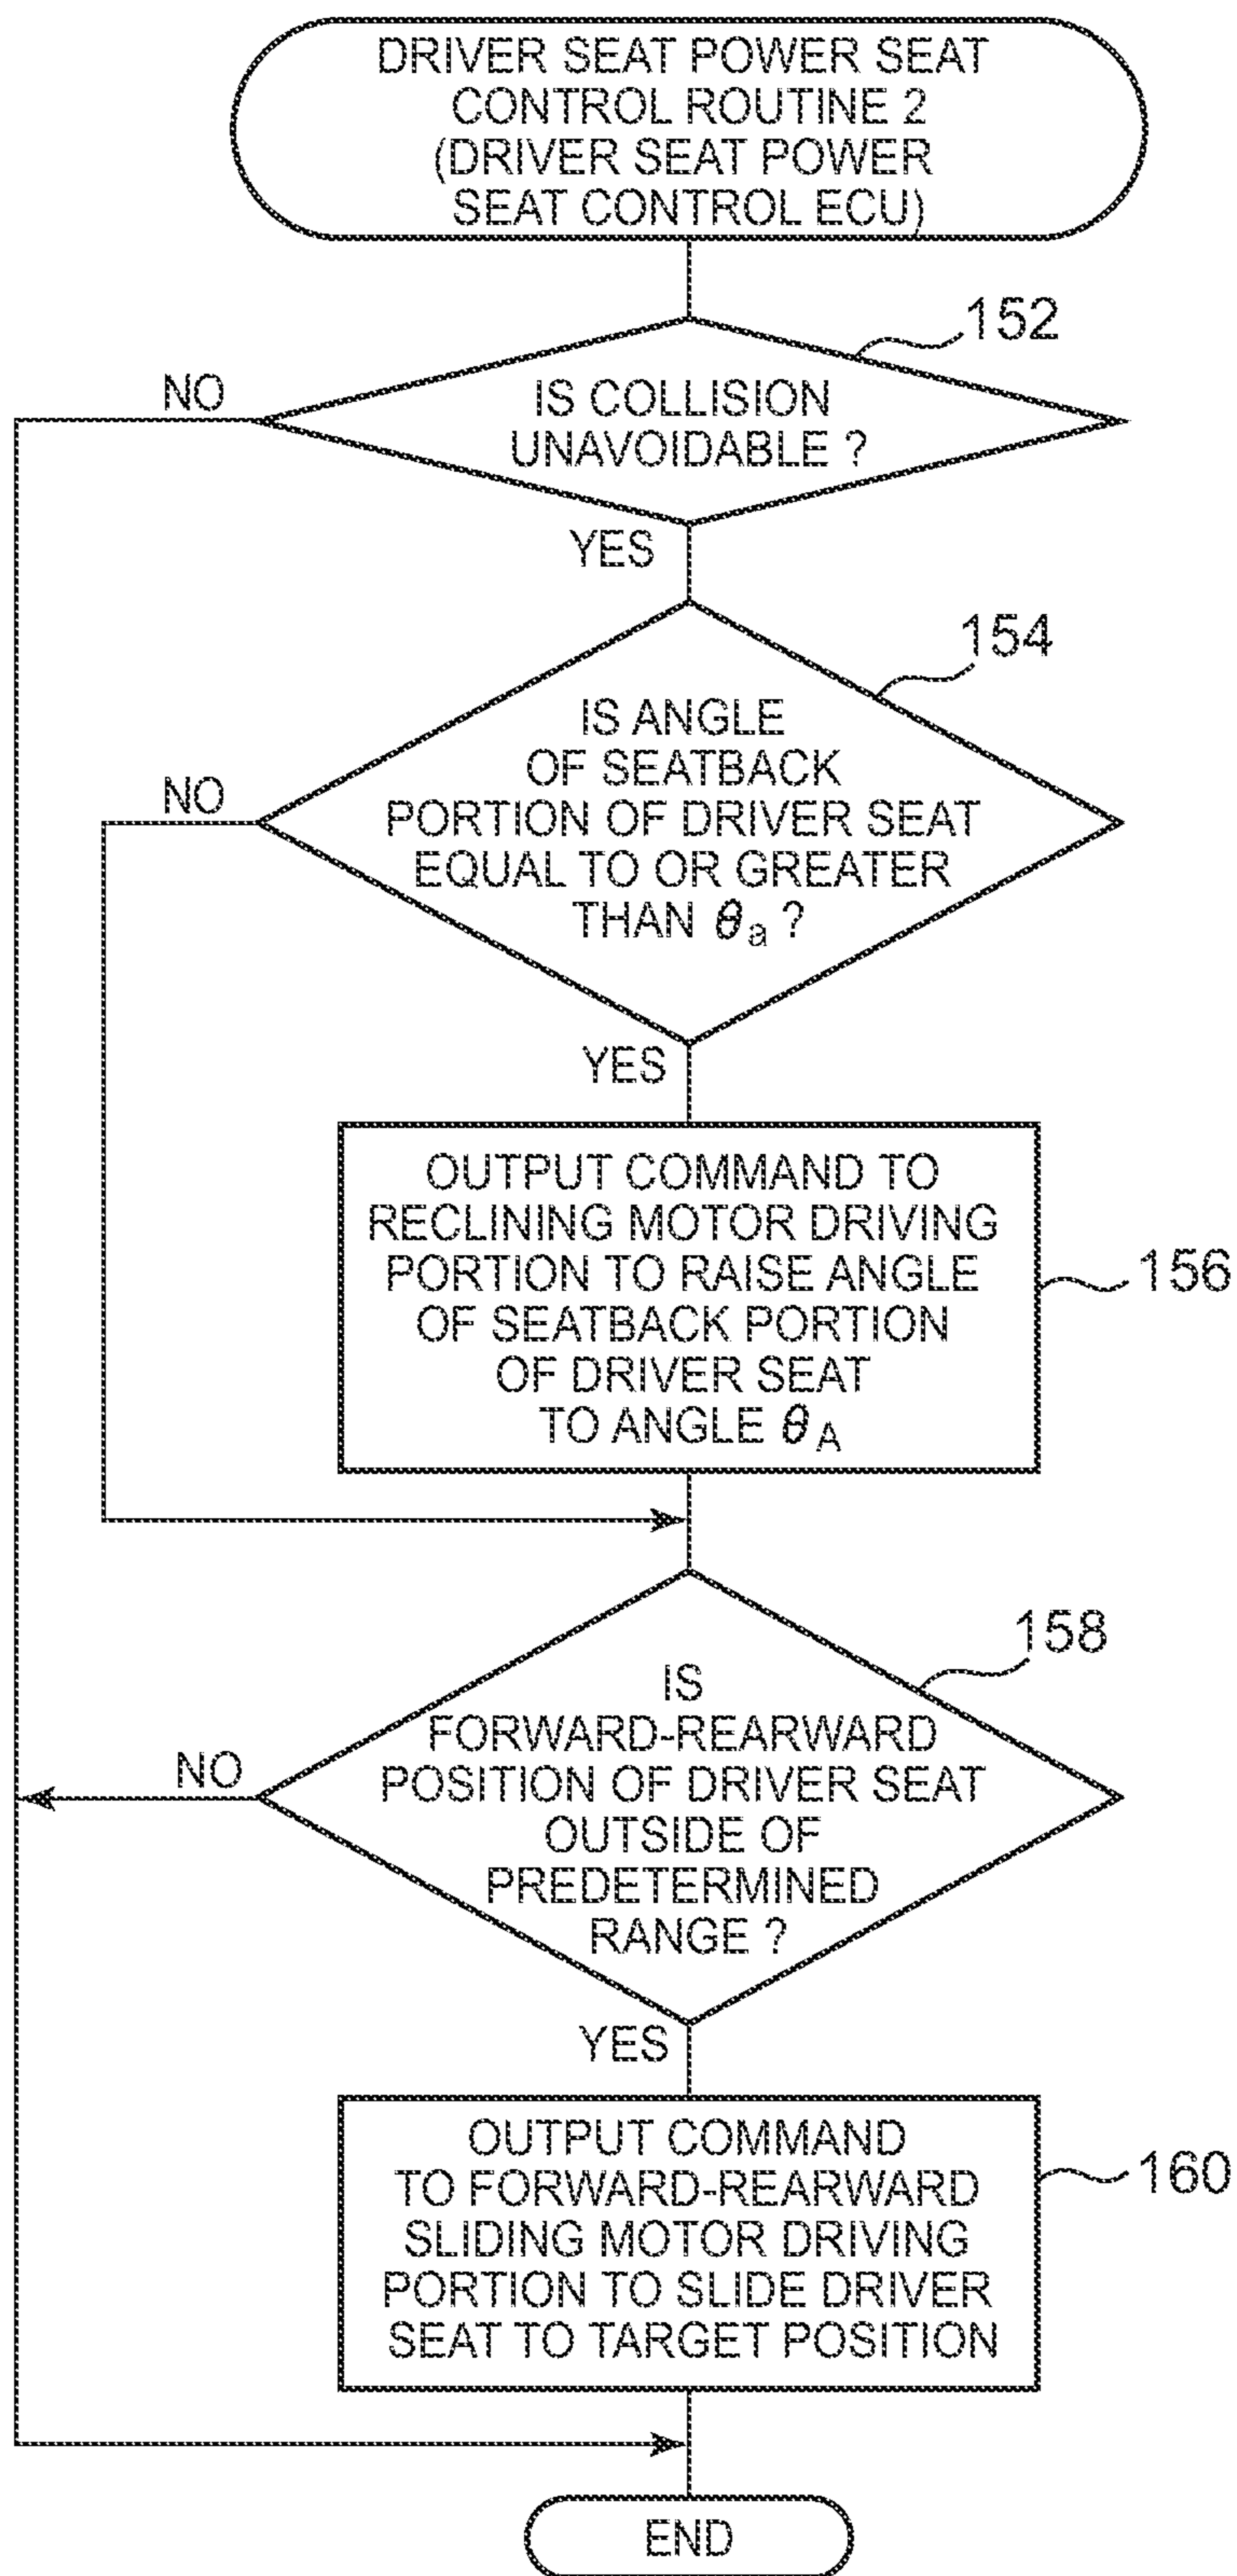 DRIVER SEAT POWER SEAT
CONTROL ROUTINE 2
(DRIVER SEAT POWER
SEAT CONTROL ECU)
152
NO
IS COLLISION
UNAVOIDABLE ?
YES
154
NO
IS ANGLE
OF SEATBACK
PORTION OF DRIVER SEAT
EQUAL TO OR GREATER
THAN θa ?
YES
OUTPUT COMMAND TO
RECLINING MOTOR DRIVING
PORTION TO RAISE ANGLE
OF SEATBACK PORTION
OF DRIVER SEAT
TO ANGLE θA
156
158
NO
IS
FORWARD-REARWARD
POSITION OF DRIVER SEAT
OUTSIDE OF
PREDETERMINED
RANGE ?
YES
OUTPUT COMMAND
TO FORWARD-REARWARD
SLIDING MOTOR DRIVING
PORTION TO SLIDE DRIVER
SEAT TO TARGET POSITION
160
END